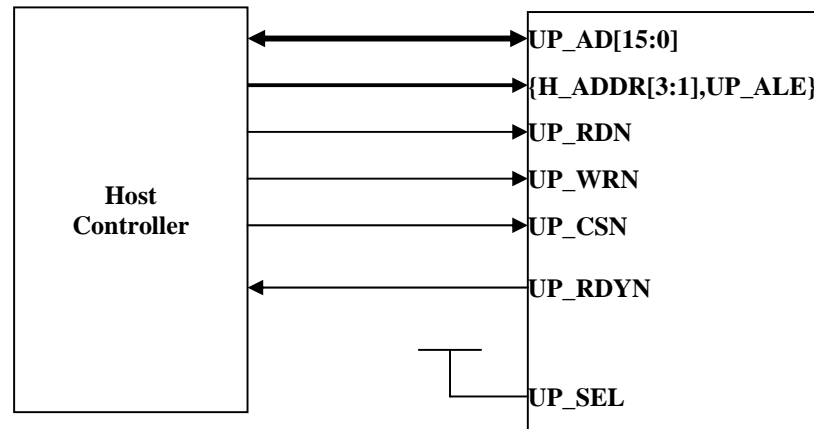 UP_AD[15:0]
{H_ADDR[3:1],UP_ALE}
UP_RDN
UP_WRN
Host
Controller
UP_CSN
UP_RDYN
UP_SEL